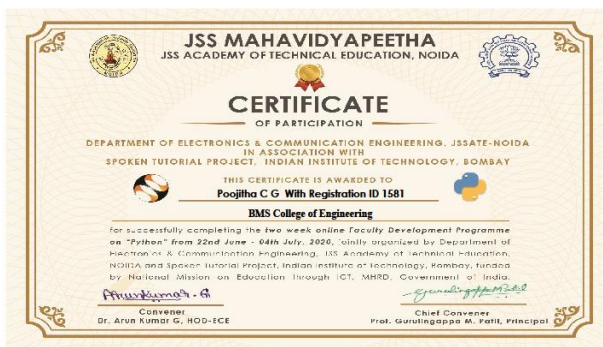 JSS MAHAVIDYAPEETHA
JSS ACADEMY OF TECHNICAL EDUCATION, NOIDA
CERTIFICATE
OF PARTICIPATION
DEPARTMENT OF ELECTRONICS & COMMUNICATION ENGINEERING, JSSATE-NOIDA
IN ASSOCIATION WITH
SPOKEN TUTORIAL PROJECT, INDIAN INSTITUTE OF TECHNOLOGY, BOMBAY
THIS CERTIFICATE IS AWARDED TO
Poojitha C G With Registration ID 1581
BMS College of Engineering
for successfully completing the two week online Faculty Development Programme
on "Python" from 22nd June - 04th July, 2020, jointly organized by Department of
Electronics & Communication Engineering, JSS Academy of Technical Education,
NOIDA and Spoken Tutorial Project, Indian Institute of Technology, Bombay, funded
by National Mission on Education through ICT, MHRD, Government of India.
Arunkumar. G
Convener
Dr. Arun Kumar G, HOD-ECE
Chief Convener
Prof. Gurulingappa M. Patil, Principal